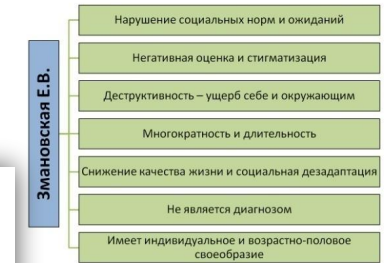 Змановская Е.В.
Нарушение социальных норм и ожиданий
Негативная оценка и стигматизация
Деструктивность – ущерб себе и окружающим
Многократность и длительность
Снижение качества жизни и социальная дезадаптация
Не является диагнозом
Имеет индивидуальное и возрастно-половое
своеобразие